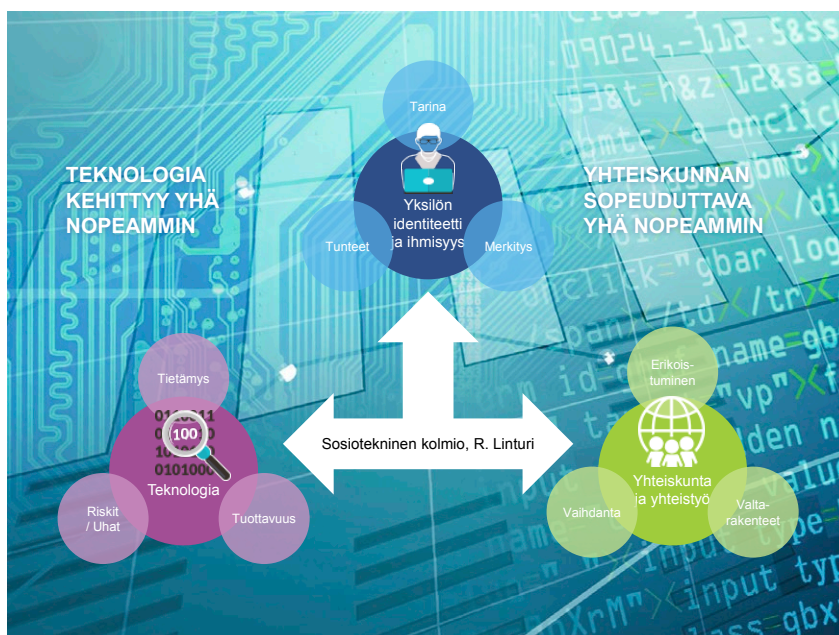 Tarina
TEKNOLOGIA
KEHITTYY YHÄ
NOPEAMMIN
YHTEISKUNNAN
SOPEUDUTTAVA
YHÄ NOPEAMMIN
Yksilön
identiteetti
ja ihmisyys
Tunteet
Merkitys
Tietämys
100
0101000
Teknologia
Riskit
/ Uhat
Tuottavuus
Sosiotekninen kolmio, R. Linturi
Erikois-
tuminen
Yhteiskunta
ja yhteistyö
Vaihdanta
Valta-
rakenteet